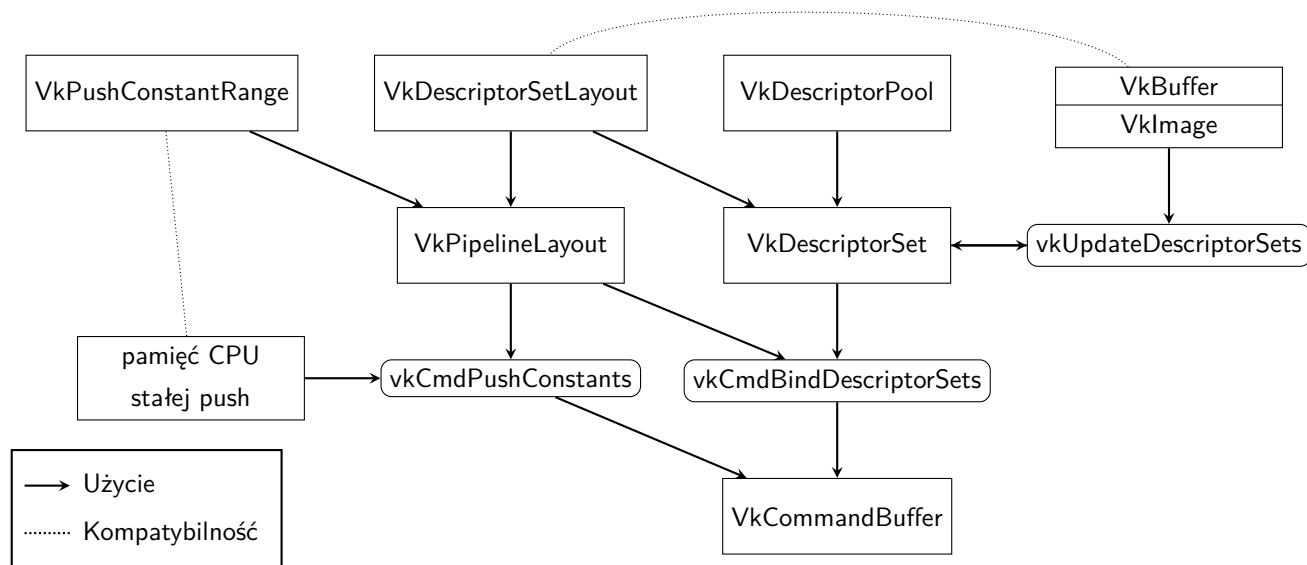 VkPushConstantRange
VkDescriptorSetLayout
VkDescriptorPool
VkBuffer
VkImage
VkPipelineLayout
VkDescriptorSet
vkUpdateDescriptorSets
pamięć CPU
stałej push
vkCmdPushConstants
vkCmdBindDescriptorSets
Użycie
Kompatybilność
VkCommandBuffer